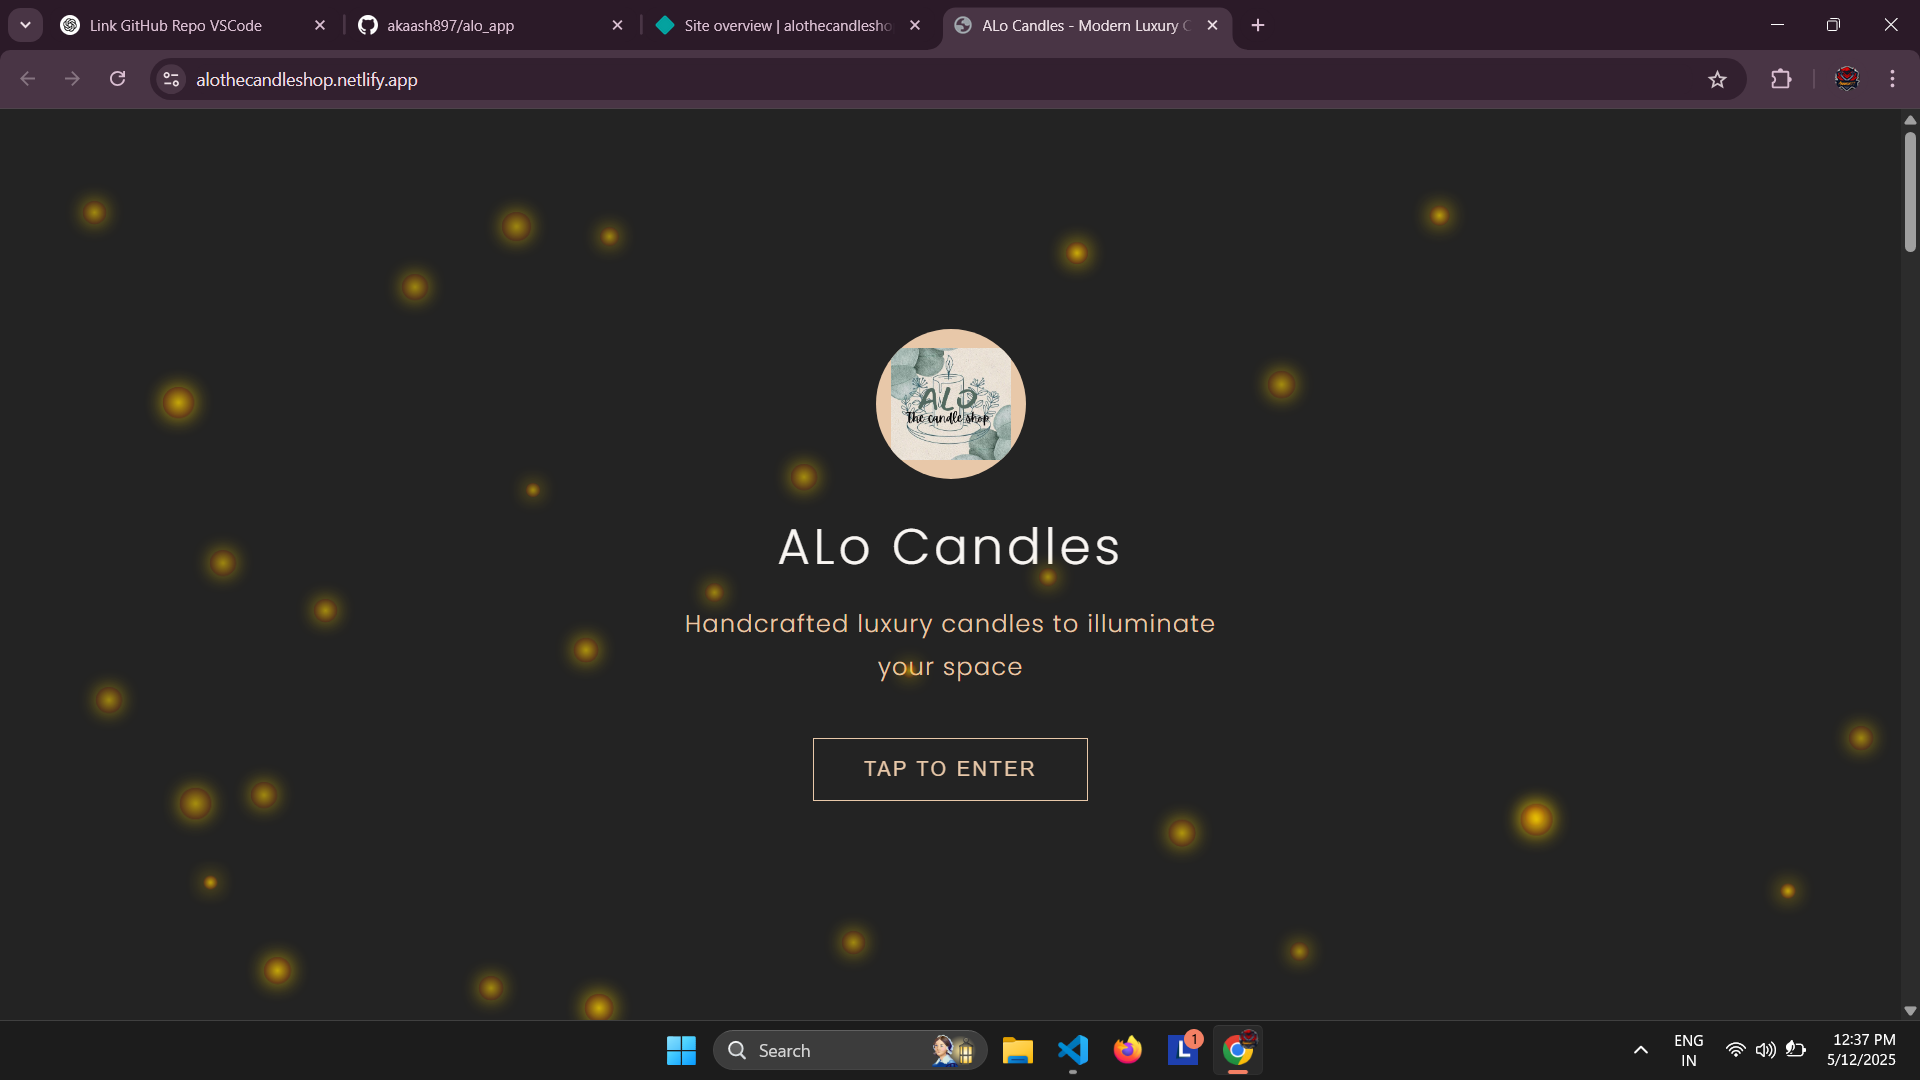 Link GitHub Repo VSCode
akaash897/alo_app
Site overview | alothecandlesho
ALo Candles - Modern Luxury C
alothecandleshop.netlify.app
ALO
The candle shop
ALo Candles
Handcrafted luxury candles to illuminate
your space
TAP TO ENTER
Search
L
1
ENG
IN
12:37 PM
5/12/2025